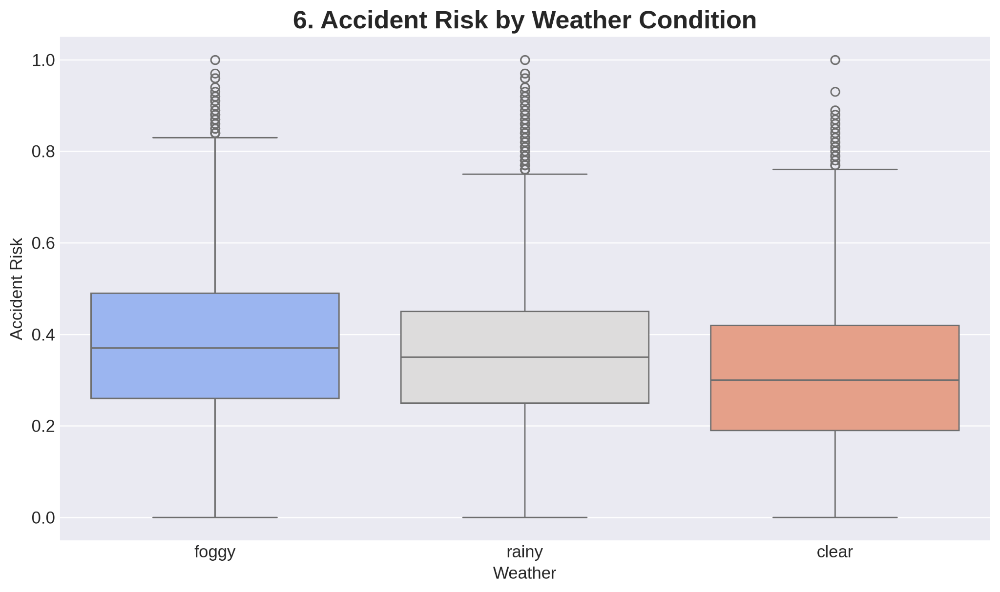 6. Accident Risk by Weather Condition
1.0
0.8
0.6
0.4
0.2
0.0
Accident Risk
foggy rainy clear
Weather